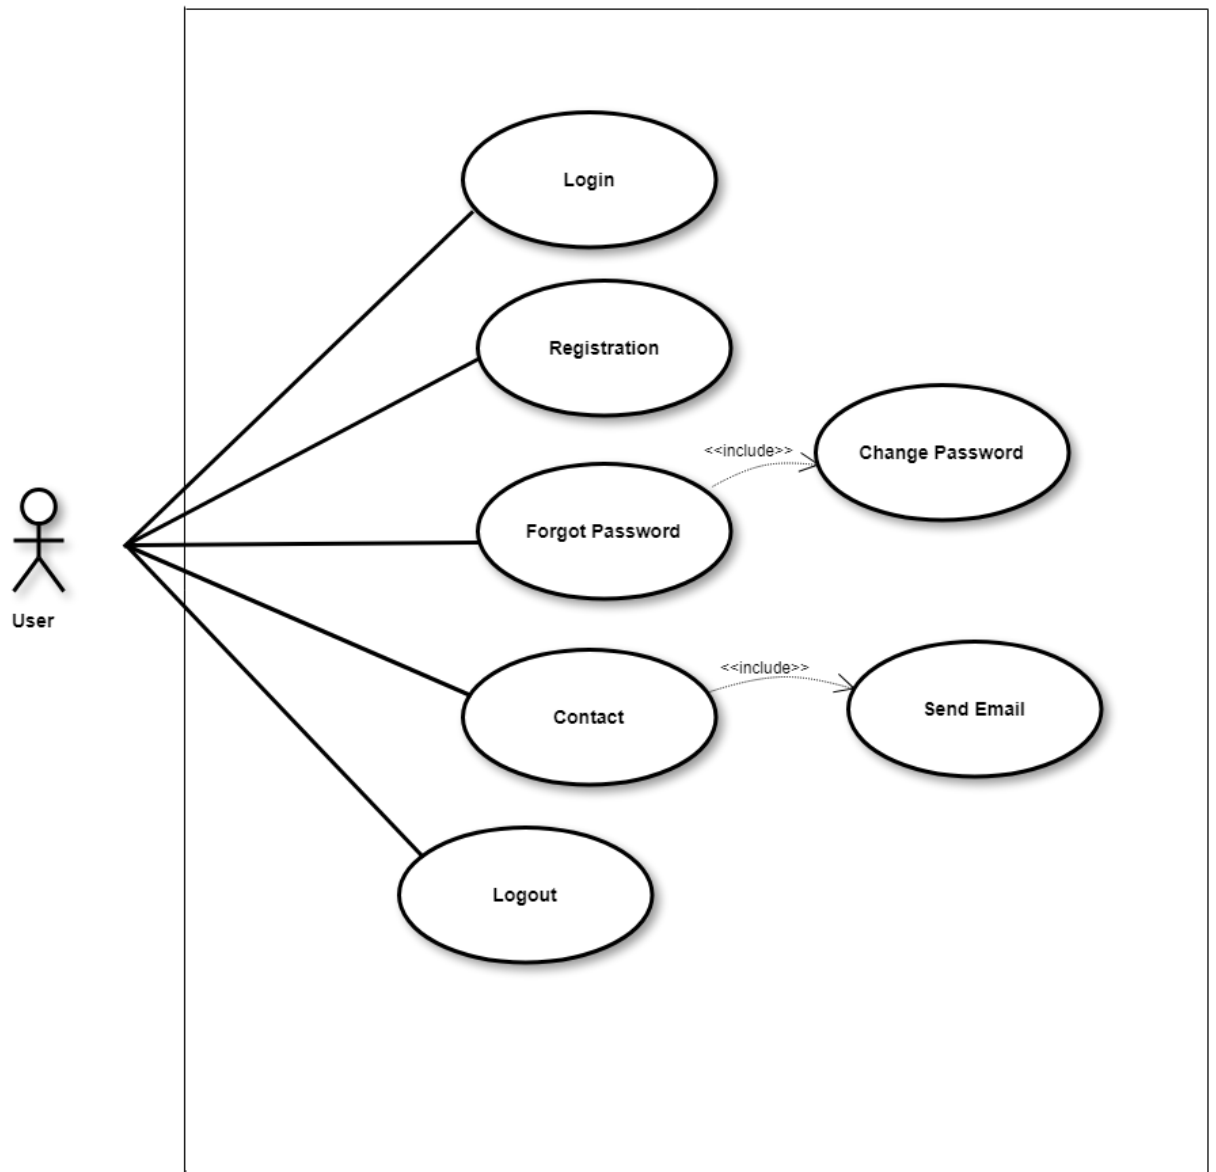 Login
Registration
<<include>>
Change Password
Forgot Password
User
<<include>>
Send Email
Contact
Logout